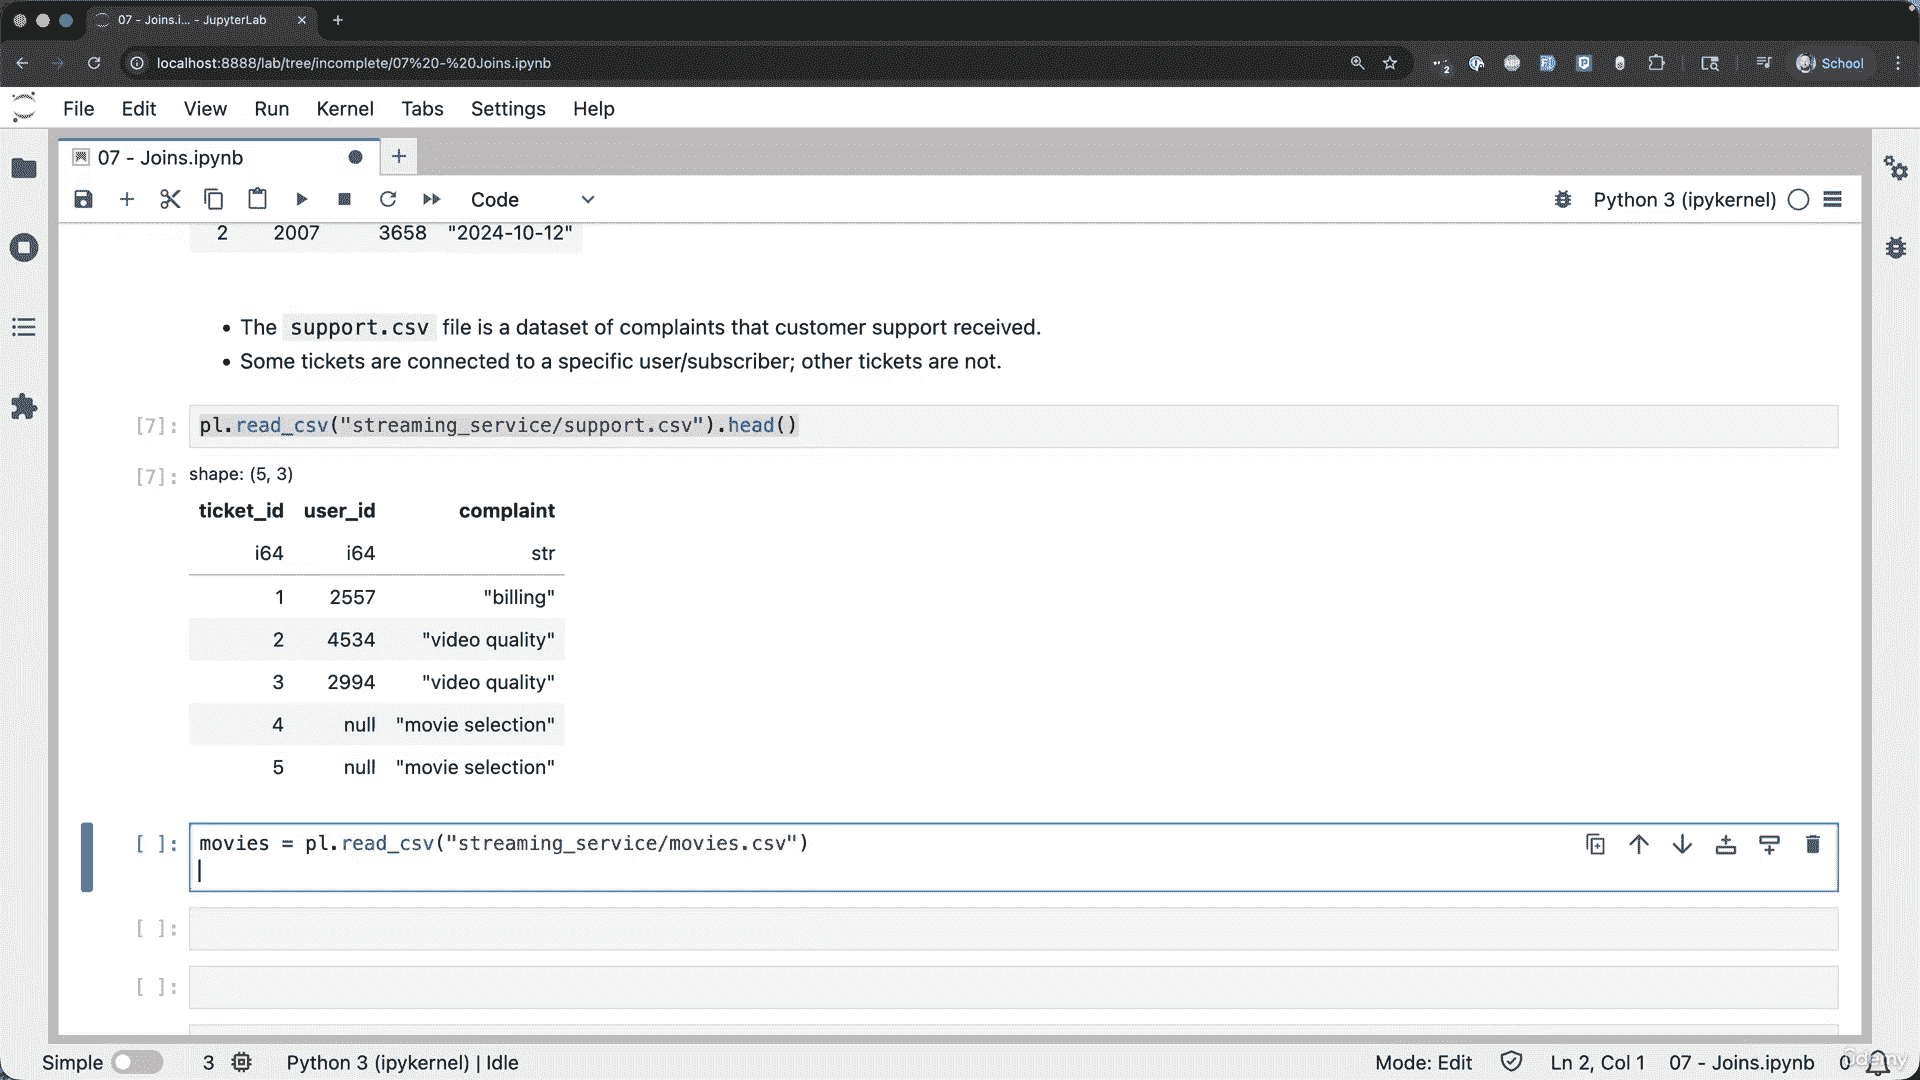 07 - Joins.i... - JupyterLab
localhost:8888/lab/tree/incomplete/07%20-%20Joins.ipynb
2
School
File Edit View Run Kernel Tabs Settings Help
07 - Joins.ipynb
Code
Python 3 (ipykernel)
2 2007 3658 "2024-10-12"
• The support.csv file is a dataset of complaints that customer support received.
• Some tickets are connected to a specific user/subscriber; other tickets are not.
[7]: pl.read_csv("streaming_service/support.csv").head()
[7]: shape: (5, 3)
ticket_id user_id complaint
i64 i64 str
1 2557 "billing"
2 4534 "video quality"
3 2994 "video quality"
4 null "movie selection"
5 null "movie selection"
[ ]: movies = pl.read_csv("streaming_service/movies.csv")
[ ]:
[ ]:
Simple 3 Python 3 (ipykernel) | Idle Mode: Edit Ln 2, Col 1 07 - Joins.ipynb 0
ûdemy